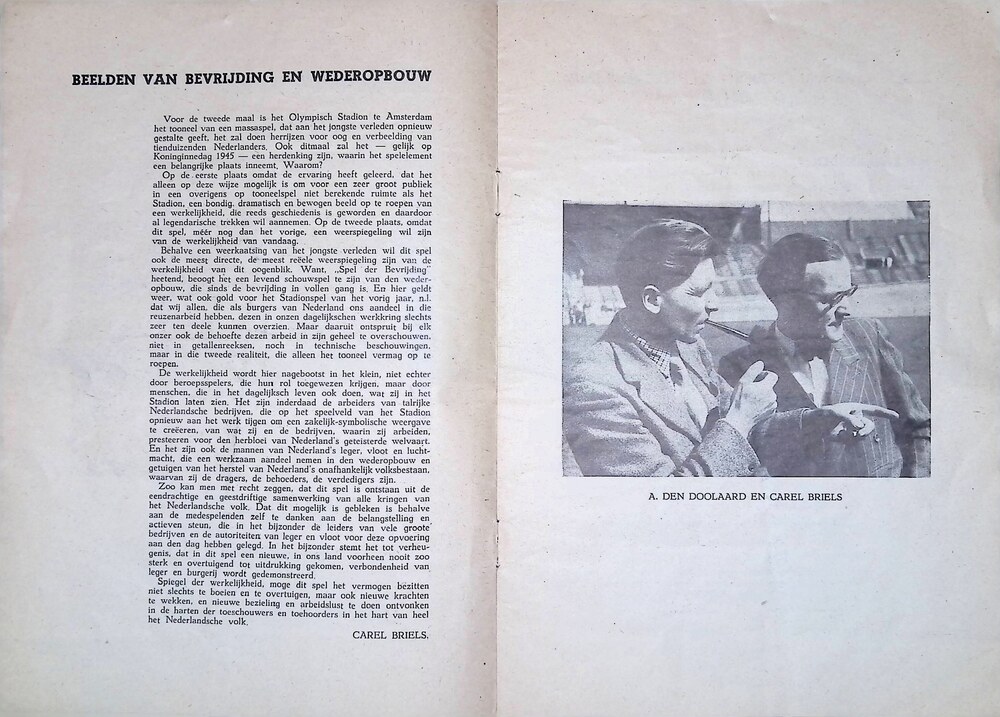 BEELDEN VAN BEVRIJDING EN WEDEROPBOUW
Voor de tweede maal is het Olympisch Stadion te Amsterdam
het tooneel van een massaspel, dat aan het jongste verleden opnieuw
gestalte geeft, het zal doen herrijzen voor oog en verbeelding van
tienduizenden Nederlanders. Ook ditmaal zal het — gelijk op
Koninginnedag 1945 — een herdenking zijn, waarin het spelelement
een belangrijke plaats inneemt. Waarom?
Op de eerste plaats omdat de ervaring heeft geleerd, dat het
alleen op deze wijze mogelijk is om voor een zeer groot publiek
in een overigens op tooneelspel niet berekende ruimte als het
Stadion, een bondig, dramatisch en bewogen beeld op te roepen van
een werkelijkheid, die reeds geschiedenis is geworden en daardoor
al legendarische trekken wil aannemen. Op de tweede plaats, omdat
dit spel, méér nog dan het vorige, een weerspiegeling wil zijn
van de werkelijkheid van vandaag.
Behalve een weerkaatsing van het jongste verleden wil dit spel
ook de meest directe, de meest reëele weerspiegeling zijn van de
werkelijkheid van dit oogenblik. Want, „Spel der Bevrijding"
heetend, beoogt het een levend schouwspel te zijn van den weder-
opbouw, die sinds de bevrijding in vollen gang is. En hier geldt
weer, wat ook gold voor het Stadionspel van het vorig jaar, n.l.
dat wij allen, die als burgers van Nederland ons aandeel in die
reuzenarbeid hebben, dezen in onzen dagelijkschen werkkring slechts
zeer ten deele kunnen overzien. Maar daaruit ontspruit bij elk
onzer ook de behoefte dezen arbeid in zijn geheel te overschouwen,
niet in getallenreeksen, noch in technische beschouwingen,
maar in die tweede realiteit, die alleen het tooneel vermag op te
roepen.
De werkelijkheid wordt hier nagebootst in het klein, niet echter
door beroepsspelers, die hun rol toegewezen krijgen, maar door
menschen, die in het dagelijksch leven ook doen, wat zij in het
Stadion laten zien. Het zijn inderdaad de arbeiders van talrijke
Nederlandsche bedrijven, die op het speelveld van het Stadion
opnieuw aan het werk tijgen om een zakelijk-symbolische weergave
te creëeren, van wat zij en de bedrijven, waarin zij arbeiden,
presteeren voor den herbloei van Nederland's geteisterde welvaart.
En het zijn ook de mannen van Nederland's leger, vloot en lucht-
macht, die een werkzaam aandeel nemen in den wederopbouw en
getuigen van het herstel van Nederland's onafhankelijk volksbestaan,
waarvan zij de dragers, de behoeders, de verdedigers zijn.
Zoo kan men met recht zeggen, dat dit spel is ontstaan uit de
eendrachtige en geestdriftige samenwerking van alle kringen van
het Nederlandsche volk. Dat dit mogelijk is gebleken is behalve
aan de medespelenden zelf te danken aan de belangstelling en
actieven steun, die in het bijzonder de leiders van vele groote
bedrijven en de autoriteiten van leger en vloot voor deze opvoering
aan den dag hebben gelegd. In het bijzonder stemt het tot verheu-
genis, dat in dit spel een nieuwe, in ons land voorheen nooit zoo
sterk en overtuigend tot uitdrukking gekomen, verbondenheid van
leger en burgerij wordt gedemonstreerd.
Spiegel der werkelijkheid, moge dit spel het vermogen bezitten
niet slechts te boeien en te overtuigen, maar ook nieuwe krachten
te wekken, en nieuwe bezieling en arbeidslust te doen ontvonken
in de harten der toeschouwers en toehoorders in het hart van heel
het Nederlandsche volk.
CAREL BRIELS.
A. DEN DOOLAARD EN CAREL BRIELS